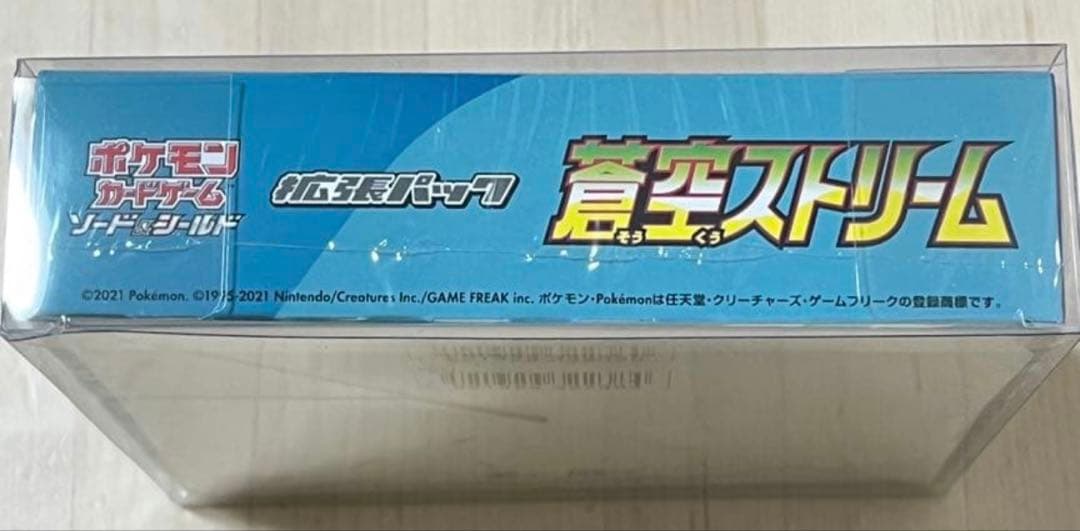 ポケモン
カードゲーム
ソード&シールド
拡張パック
蒼空ストリーム
そう くう
©2021 Pokémon. ©1995-2021 Nintendo/Creatures Inc./GAME FREAK inc. ポケモン・Pokémonは任天堂・クリーチャーズ・ゲームフリークの登録商標です。